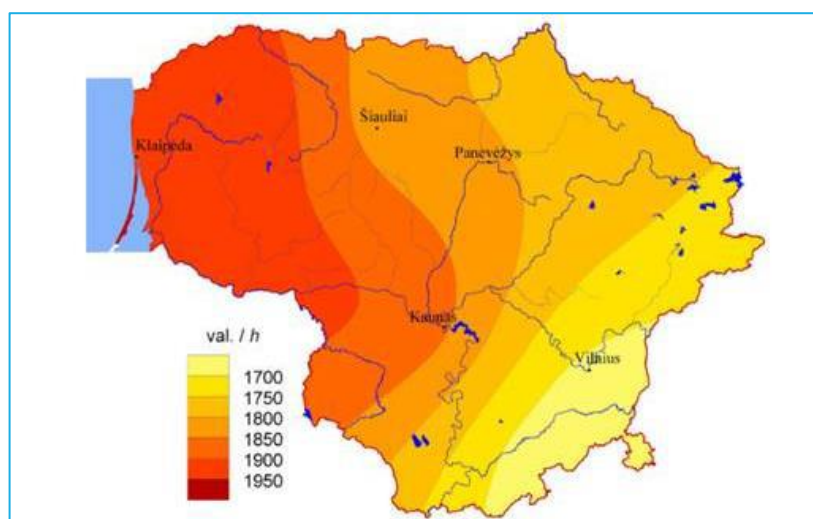 Šiauliai
Klaipėda
Panevėžys
Kaunas
Vilnius
val. / h
1700
1750
1800
1850
1900
1950